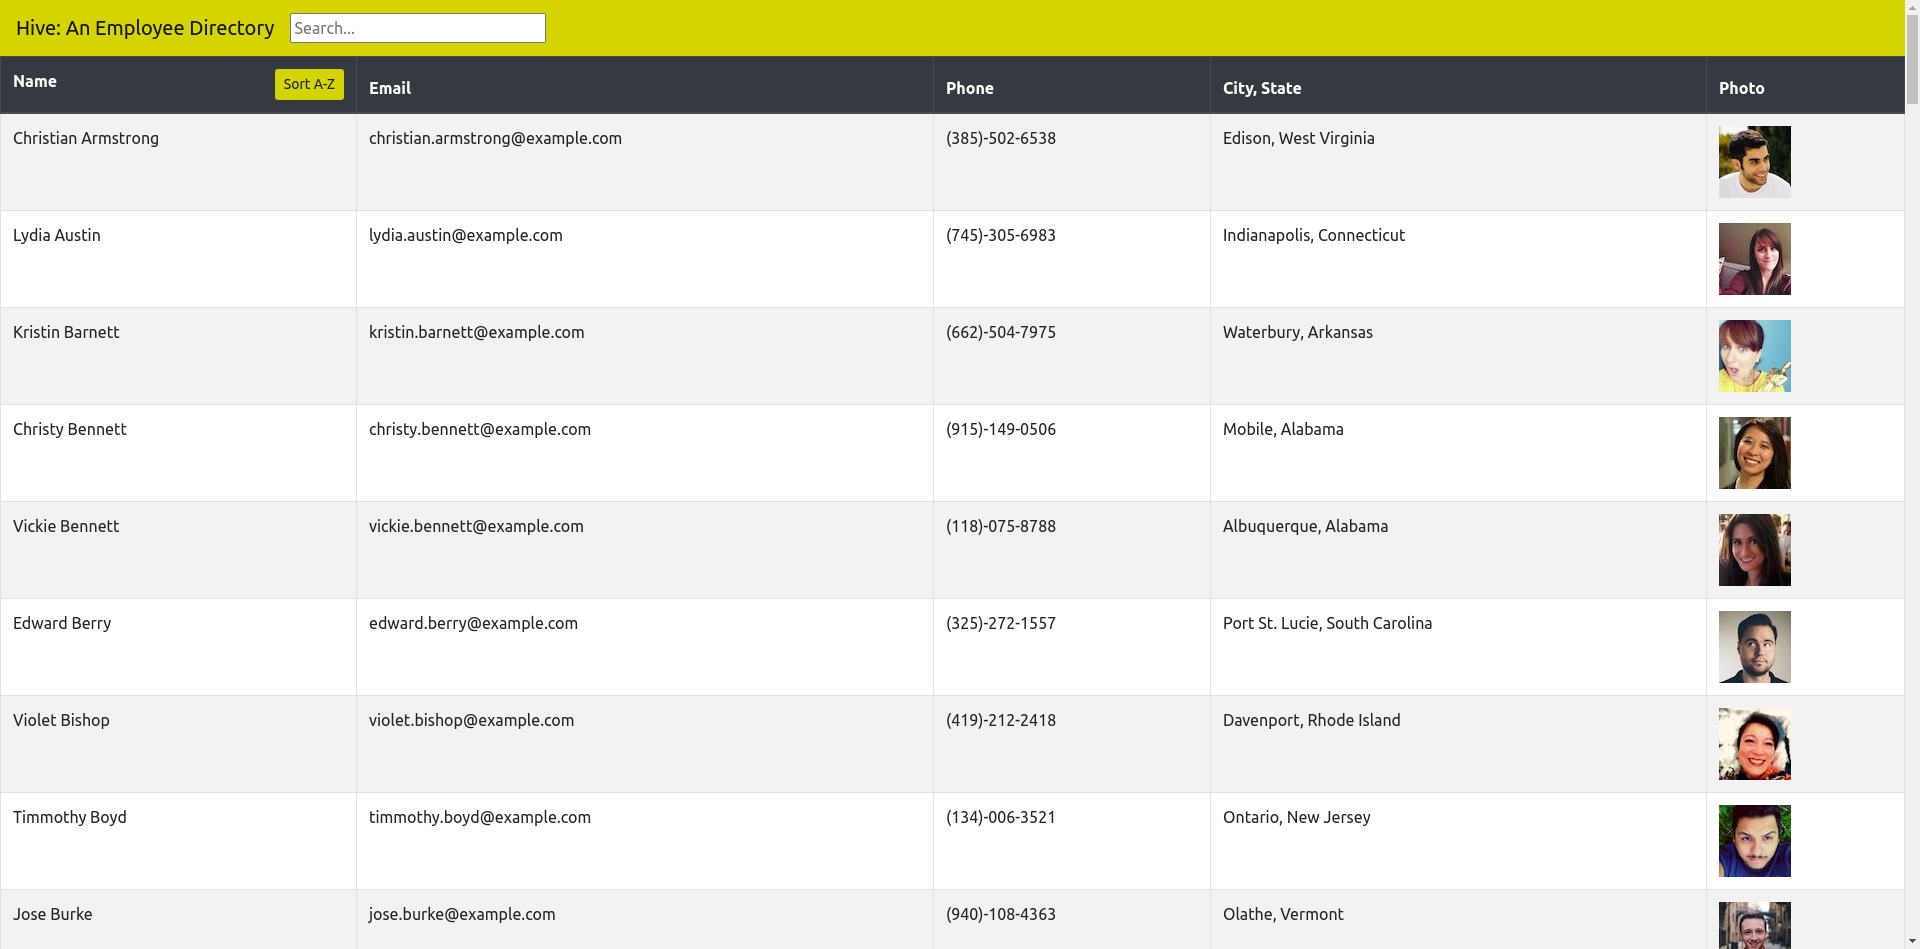 Hive: An Employee Directory Search...
Name Sort A-Z Email Phone City, State Photo
Christian Armstrong christian.armstrong@example.com (385)-502-6538 Edison, West Virginia
Lydia Austin lydia.austin@example.com (745)-305-6983 Indianapolis, Connecticut
Kristin Barnett kristin.barnett@example.com (662)-504-7975 Waterbury, Arkansas
Christy Bennett christy.bennett@example.com (915)-149-0506 Mobile, Alabama
Vickie Bennett vickie.bennett@example.com (118)-075-8788 Albuquerque, Alabama
Edward Berry edward.berry@example.com (325)-272-1557 Port St. Lucie, South Carolina
Violet Bishop violet.bishop@example.com (419)-212-2418 Davenport, Rhode Island
Timmothy Boyd timmothy.boyd@example.com (134)-006-3521 Ontario, New Jersey
Jose Burke jose.burke@example.com (940)-108-4363 Olathe, Vermont